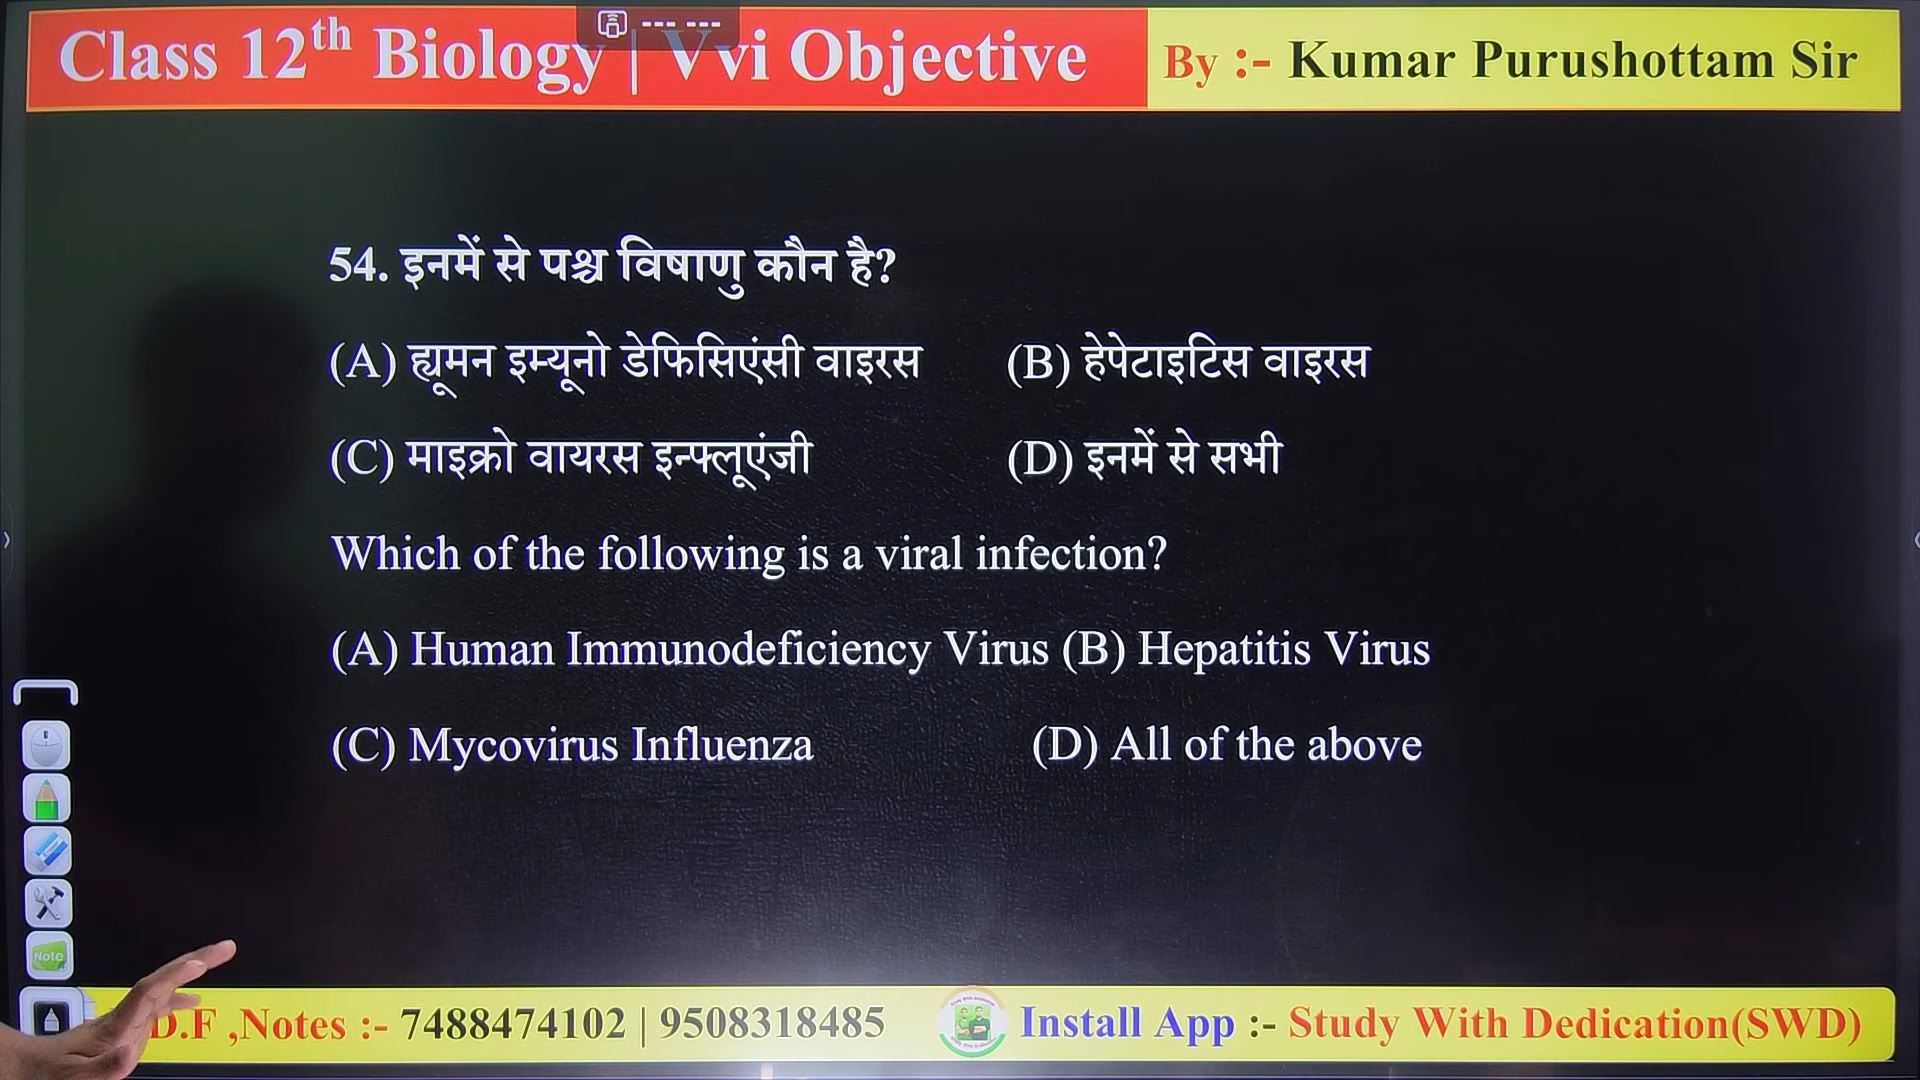 Class 12th Biology | Vvi Objective
By :- Kumar Purushottam Sir
54. इनमें से पश्च विषाणु कौन है?
(A) ह्यूमन इम्यूनो डेफिसिएंसी वाइरस (B) हेपेटाइटिस वाइरस
(C) माइक्रो वायरस इन्फ्लूएंजी (D) इनमें से सभी
Which of the following is a viral infection?
(A) Human Immunodeficiency Virus (B) Hepatitis Virus
(C) Mycovirus Influenza (D) All of the above
Note
D.F ,Notes :- 7488474102 | 9508318485
Install App :- Study With Dedication(SWD)